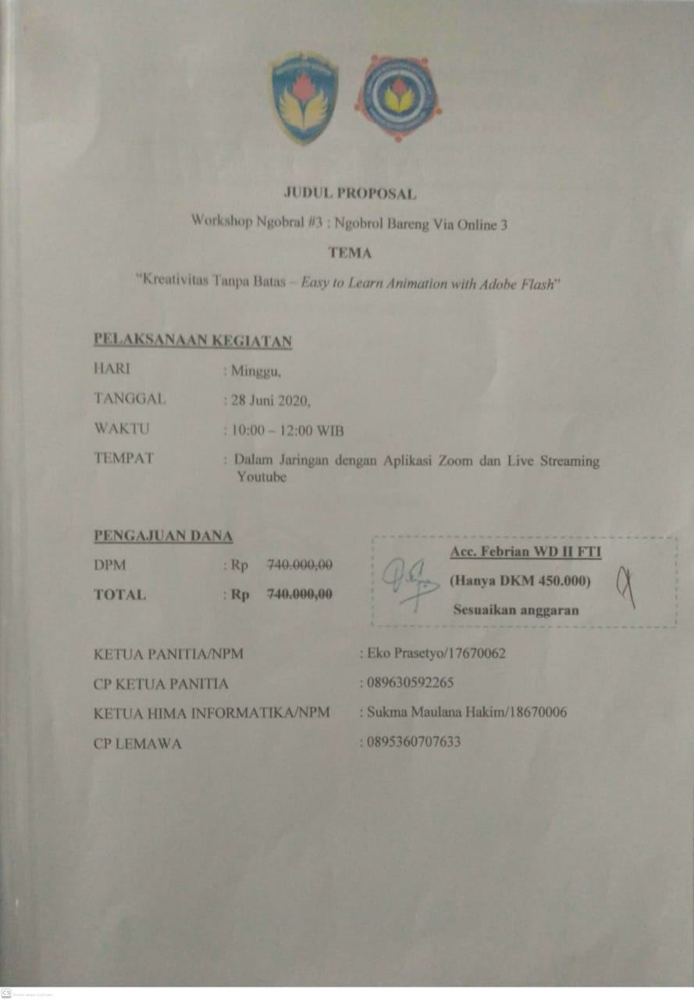 JUDUL PROPOSAL
Workshop Ngobral #3 : Ngobrol Bareng Via Online 3
TEMA
“Kreativitas Tanpa Batas – Easy to Learn Animation with Adobe Flash”
PELAKSANAAN KEGIATAN
HARI : Minggu,
TANGGAL : 28 Juni 2020,
WAKTU : 10:00 – 12:00 WIB
TEMPAT : Dalam Jaringan dengan Aplikasi Zoom dan Live Streaming
Youtube
PENGAJUAN DANA
DPM : Rp 740.000,00
TOTAL : Rp 740.000,00
Acc. Febrian WD II FTI
(Hanya DKM 450.000)
Sesuaikan anggaran
KETUA PANITIA/NPM : Eko Prasetyo/17670062
CP KETUA PANITIA : 089630592265
KETUA HIMA INFORMATIKA/NPM : Sukma Maulana Hakim/18670006
CP LEMAWA : 0895360707633
CS